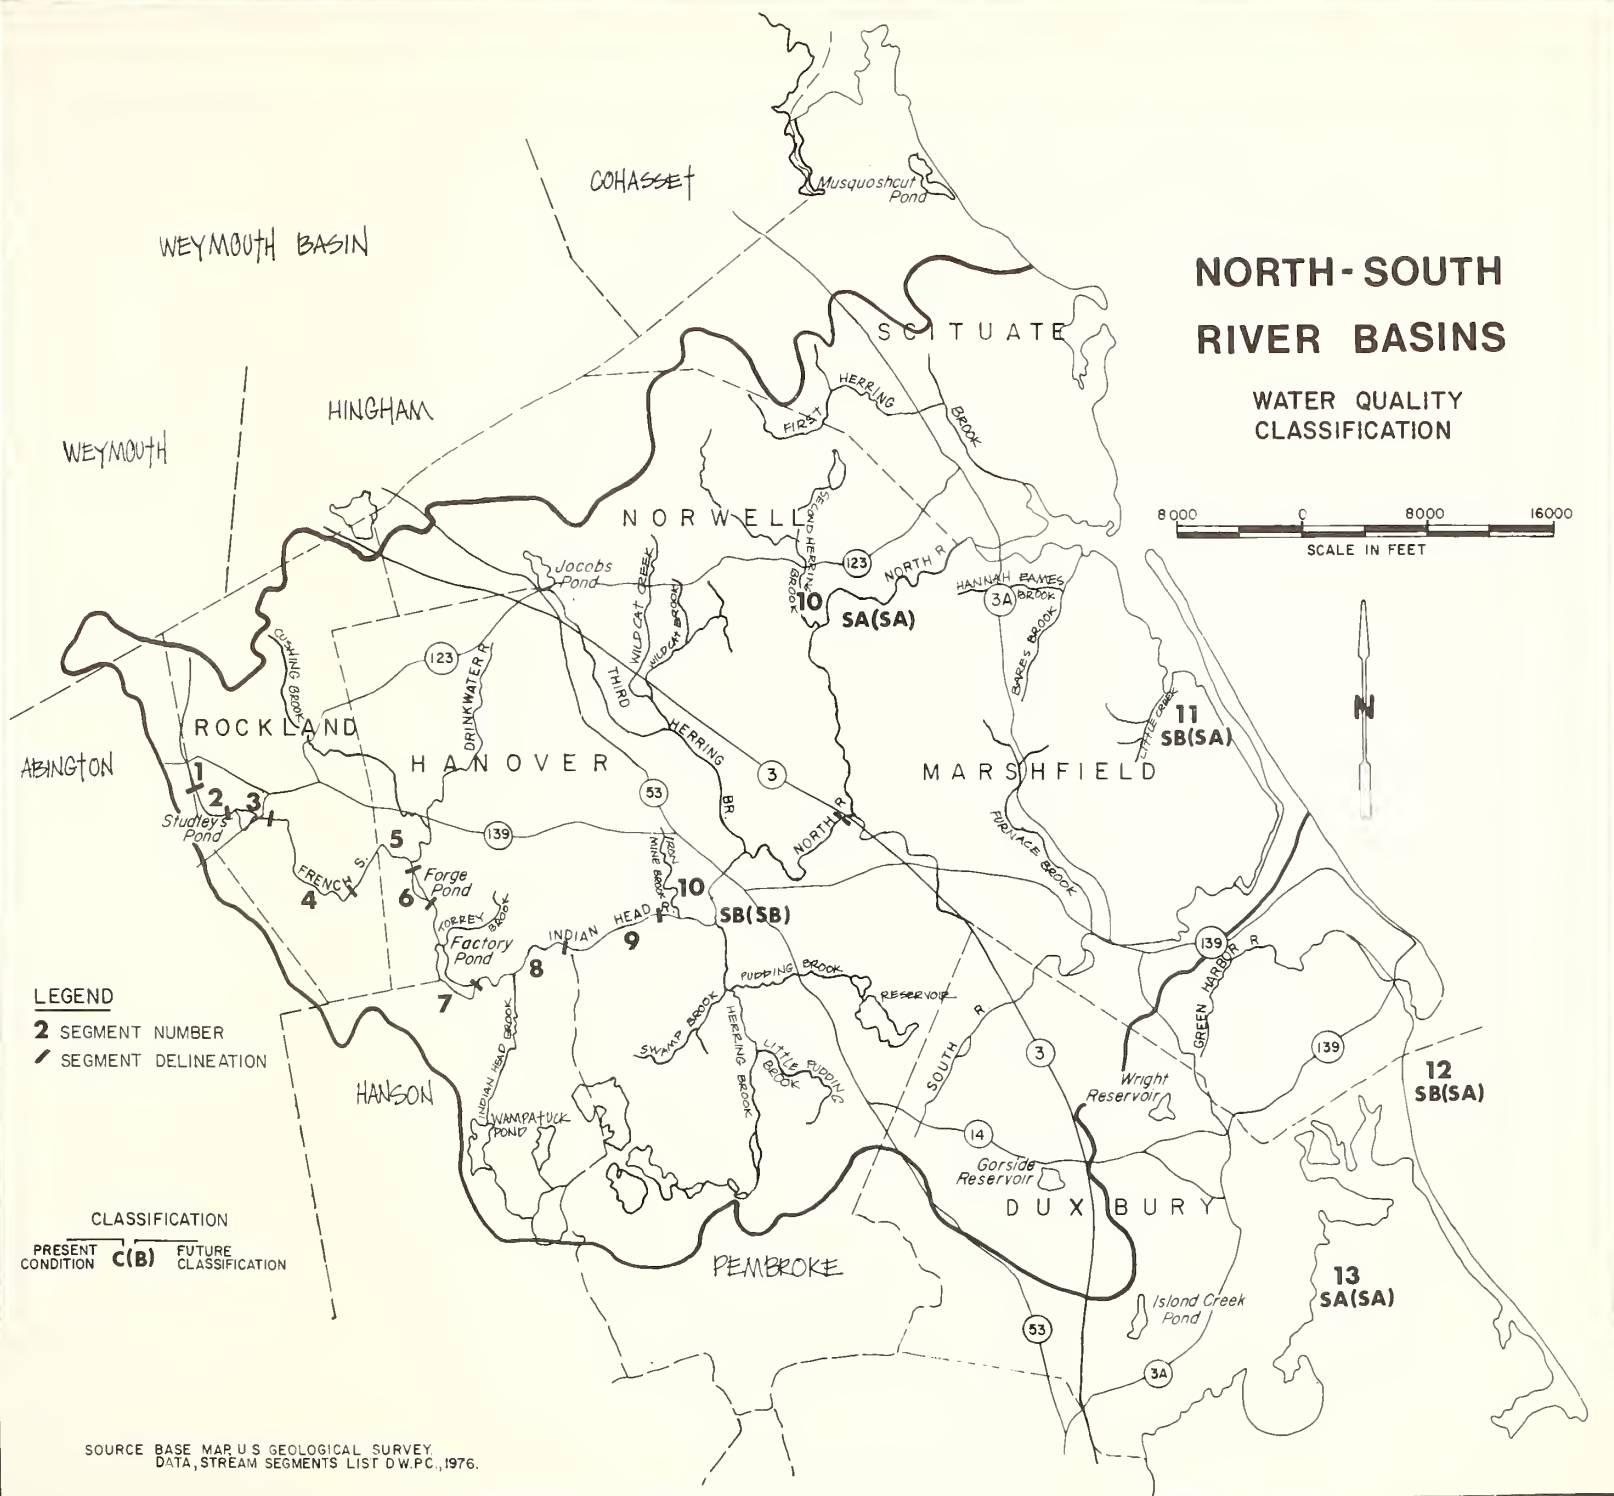 COHASSET
Musquoshcut
Pond
WEYMOUTH BASIN
NORTH-SOUTH
RIVER BASINS
WATER QUALITY
CLASSIFICATION
SCITUATE
HINGHAM
WEYMOUTH
FIRST
HERRING
BROOK
8000 0 8000 16000
SCALE IN FEET
NORWELL
SECOND HERRING
BROOK
123
NORTH R
Jacobs
Pond
WILDCAT CREEK
WILDCAT BROOK
10
SA(SA)
HANNAH EAMES
BROOK
3A
BARES BROOK
N
CUSHING BROOK
123
DRINKWATER R
THIRD
HERRING
BR.
LITTLE CREEK
11
SB(SA)
ROCKLAND
HANOVER
MARSHFIELD
ABINGTON
1
2
3
Studley's
Pond
3
53
139
NORTH R
FURNACE BROOK
5
FRENCH S.
4
6
Forge
Pond
IRON
MINE BROOK
10
SB(SB)
TORREY
BROOK
Factory
Pond
INDIAN HEAD R.
9
8
7
139
GREEN HARBOR R
PUDDING BROOK
RESERVOIR
LEGEND
2 SEGMENT NUMBER
SEGMENT DELINEATION
INDIAN HEAD BROOK
SWAMP BROOK
HERRING BROOK
LITTLE PUDDING
BROOK
SOUTH R
3
139
Wright
Reservoir
12
SB(SA)
HANSON
WAMPATUCK
POND
14
Gorside
Reservoir
DUXBURY
CLASSIFICATION
PRESENT
CONDITION
C(B)
FUTURE
CLASSIFICATION
PEMBROKE
13
SA(SA)
Island Creek
Pond
53
3A
SOURCE BASE MAP, U S GEOLOGICAL SURVEY.
DATA, STREAM SEGMENTS LIST D.W.P.C., 1976.